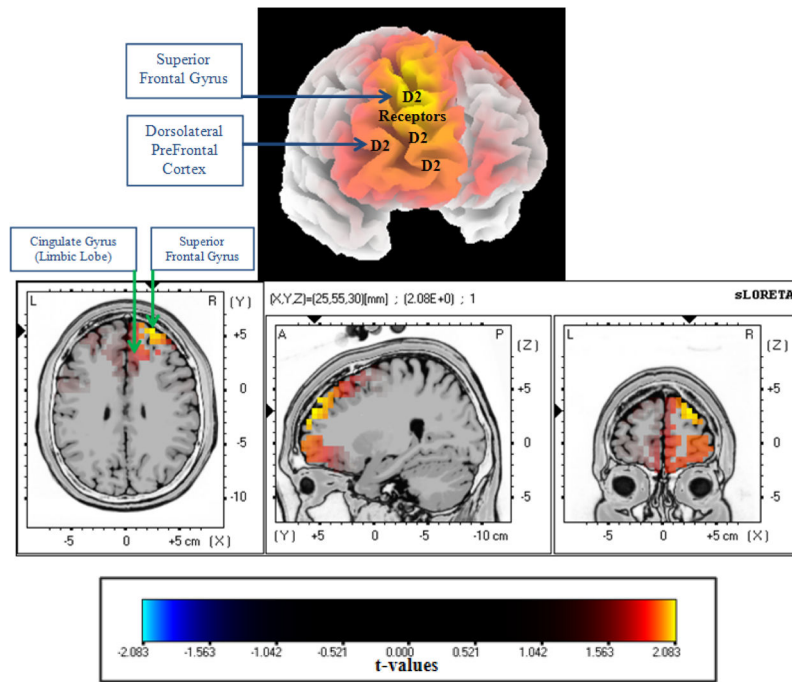 Superior
Frontal Gyrus
D2
Receptors
Dorsolateral
PreFrontal
Cortex
D2
D2
D2
Cingulate Gyrus
(Limbic Lobe)
Superior
Frontal Gyrus
L R (Y)
+5
0
-5
-10
-5 0 +5 cm (X)
(X,Y,Z)=(25,55,30)[mm] ; (2.08E+0) ; 1
sLORETA
A P (Z)
+5
0
-5
(Y) +5 0 -5 -10 cm
L R (Z)
+5
0
-5
-5 0 +5 cm (X)
-2.083 -1.563 -1.042 -0.521 0.000 0.521 1.042 1.563 2.083
t-values